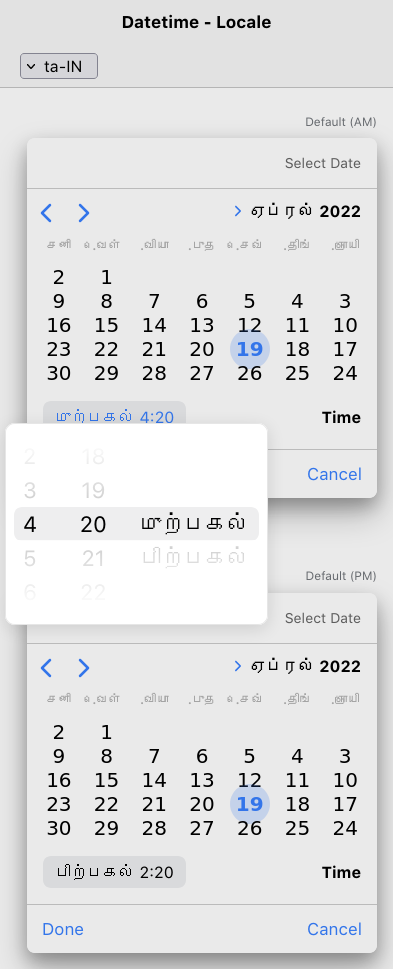 Datetime - Locale
ta-IN
Default (AM)
Select Date
ஏப்ரல் 2022
சனி .வெள் .வியா .புத .செவ் .திங் .ஞாயி
2 1
9 8 7 6 5 4 3
16 15 14 13 12 11 10
23 22 21 20 19 18 17
30 29 28 27 26 25 24
முற்பகல் 4:20 Time
Cancel
2 18
3 19
4 20 முற்பகல்
5 21 பிற்பகல்
6 22
Default (PM)
Select Date
ஏப்ரல் 2022
சனி .வெள் .வியா .புத .செவ் .திங் .ஞாயி
2 1
9 8 7 6 5 4 3
16 15 14 13 12 11 10
23 22 21 20 19 18 17
30 29 28 27 26 25 24
பிற்பகல் 2:20 Time
Done Cancel